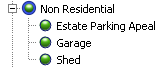 Non Residential
Estate Parking Apeal
Garage
Shed